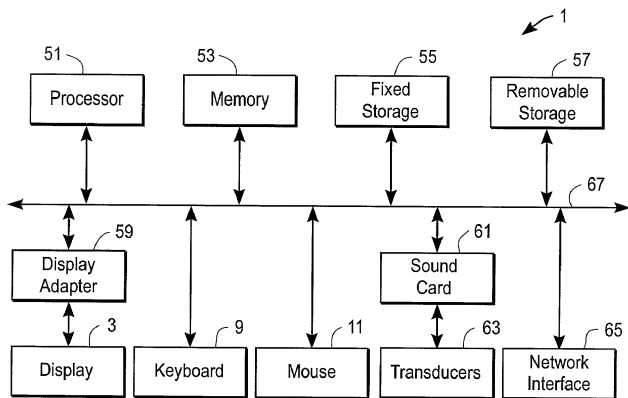 1
51
53
55
57
Processor
Memory
Fixed
Storage
Removable
Storage
67
59
61
Display
Adapter
Sound
Card
3
9
11
63
65
Display
Keyboard
Mouse
Transducers
Network
Interface